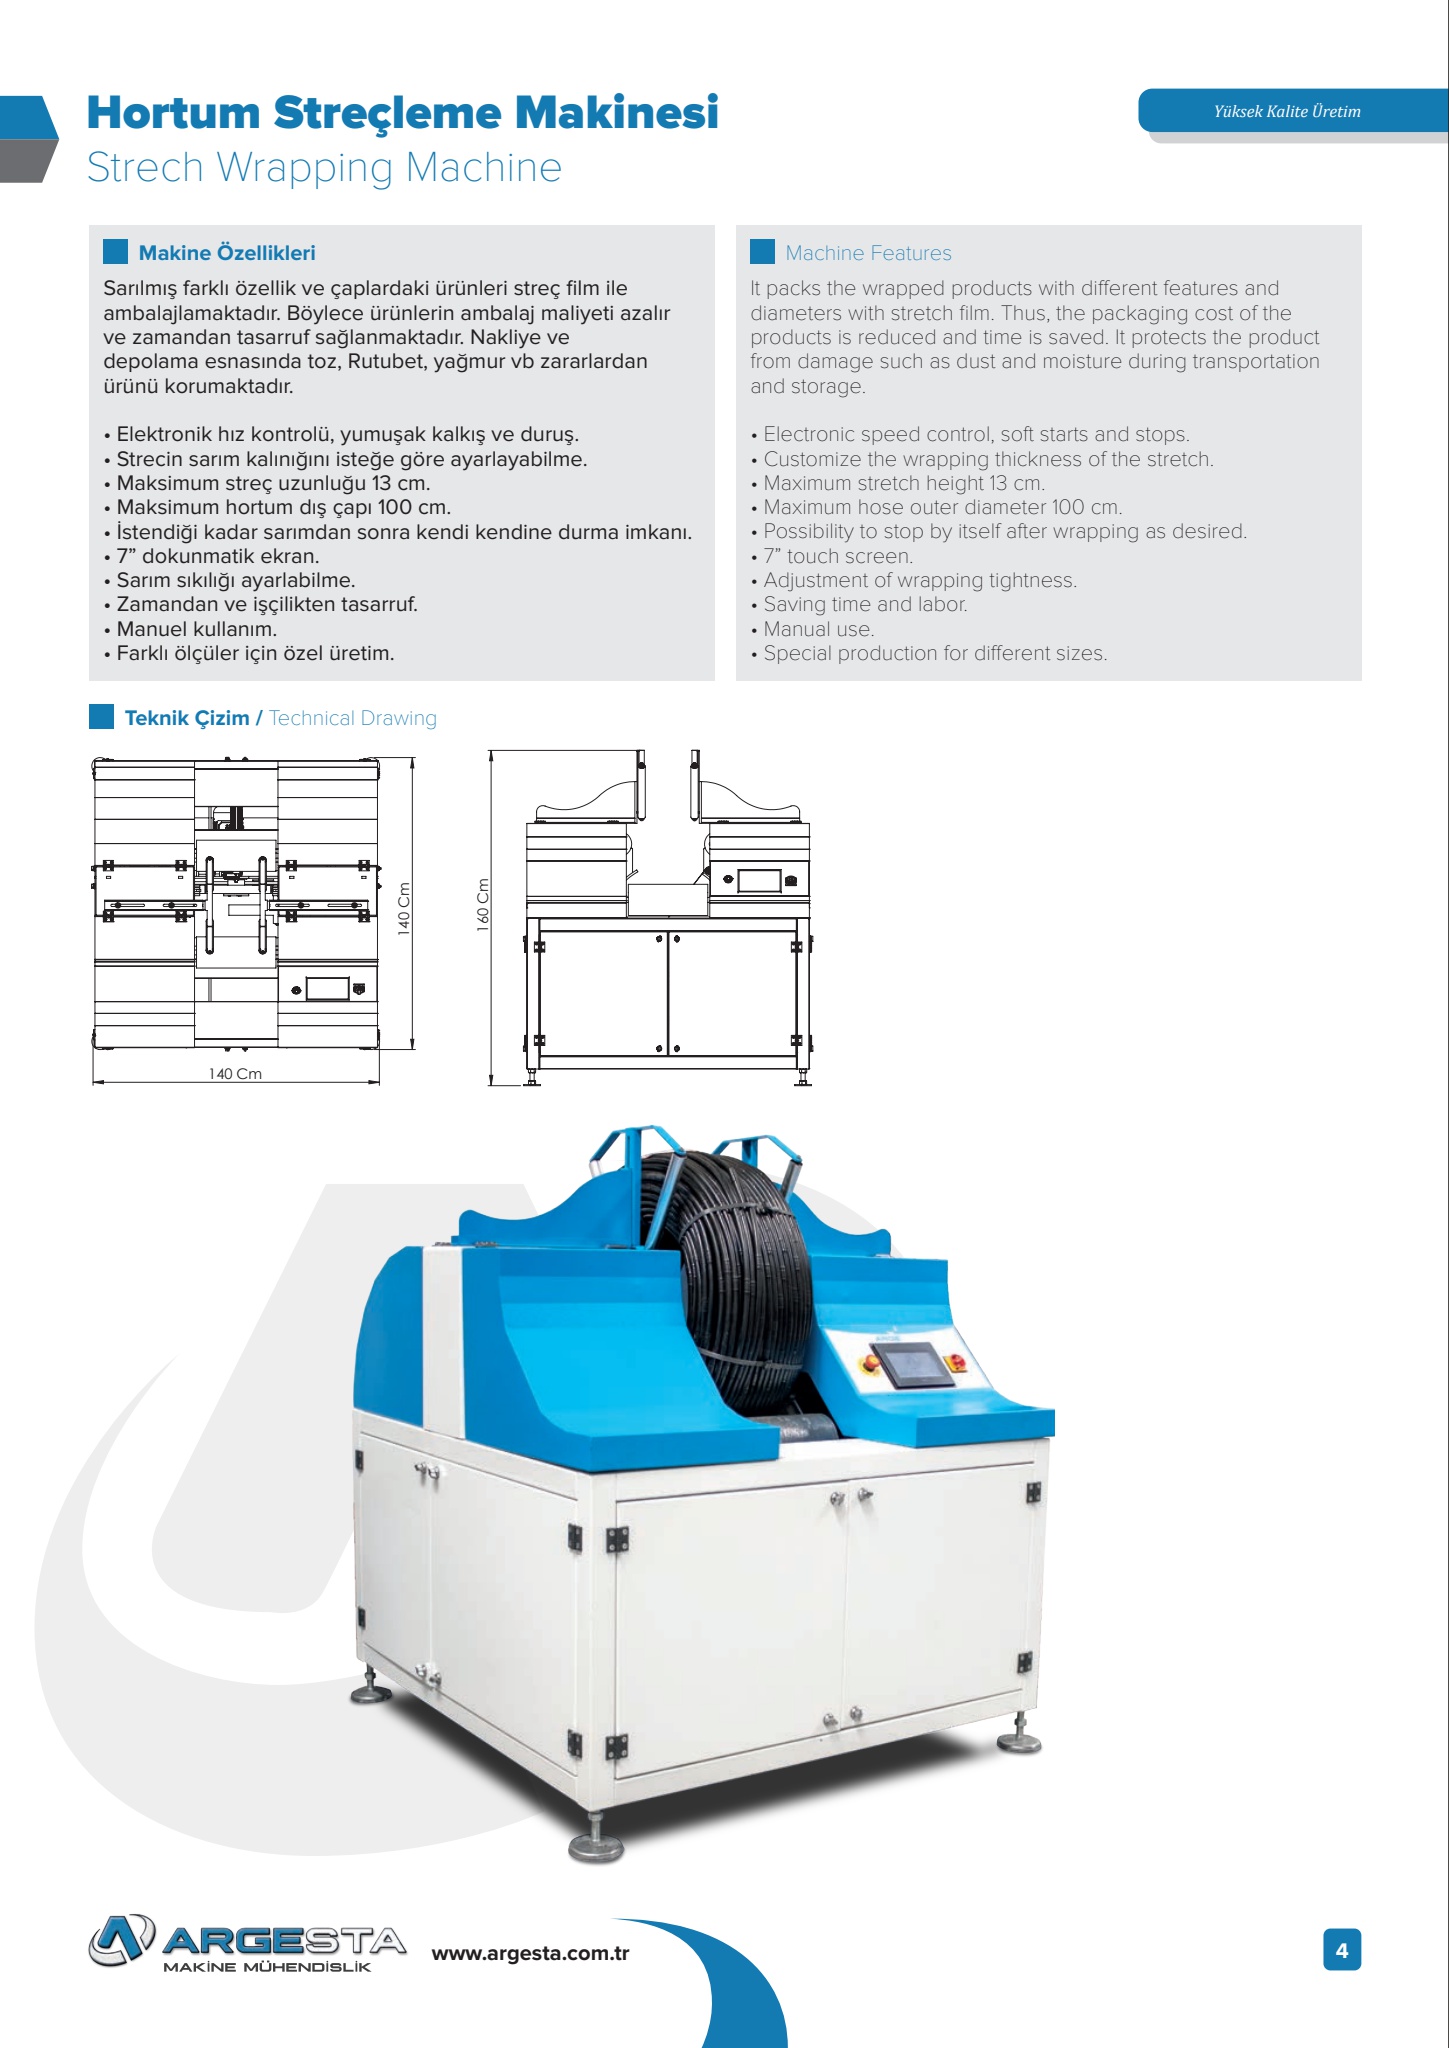 Hortum Streçleme Makinesi
Strech Wrapping Machine
Yüksek Kalite Üretim
Makine Özellikleri
Sarılmış farklı özellik ve çaplardaki ürünleri streç film ile
ambalajlamaktadır. Böylece ürünlerin ambalaj maliyeti azalır
ve zamandan tasarruf sağlanmaktadır. Nakliye ve
depolama esnasında toz, Rutubet, yağmur vb zararlardan
ürünü korumaktadır.
• Elektronik hız kontrolü, yumuşak kalkış ve duruş.
• Strecin sarım kalınığını isteğe göre ayarlayabilme.
• Maksimum streç uzunluğu 13 cm.
• Maksimum hortum dış çapı 100 cm.
• İstendiği kadar sarımdan sonra kendi kendine durma imkanı.
• 7” dokunmatik ekran.
• Sarım sıkılığı ayarlabilme.
• Zamandan ve işçilikten tasarruf.
• Manuel kullanım.
• Farklı ölçüler için özel üretim.
Machine Features
It packs the wrapped products with different features and
diameters with stretch film. Thus, the packaging cost of the
products is reduced and time is saved. It protects the product
from damage such as dust and moisture during transportation
and storage.
• Electronic speed control, soft starts and stops.
• Customize the wrapping thickness of the stretch.
• Maximum stretch height 13 cm.
• Maximum hose outer diameter 100 cm.
• Possibility to stop by itself after wrapping as desired.
• 7” touch screen.
• Adjustment of wrapping tightness.
• Saving time and labor.
• Manual use.
• Special production for different sizes.
Teknik Çizim / Technical Drawing
140 Cm
140 Cm
160 Cm
ARGESTA
MAKİNE MÜHENDİSLİK
www.argesta.com.tr
4